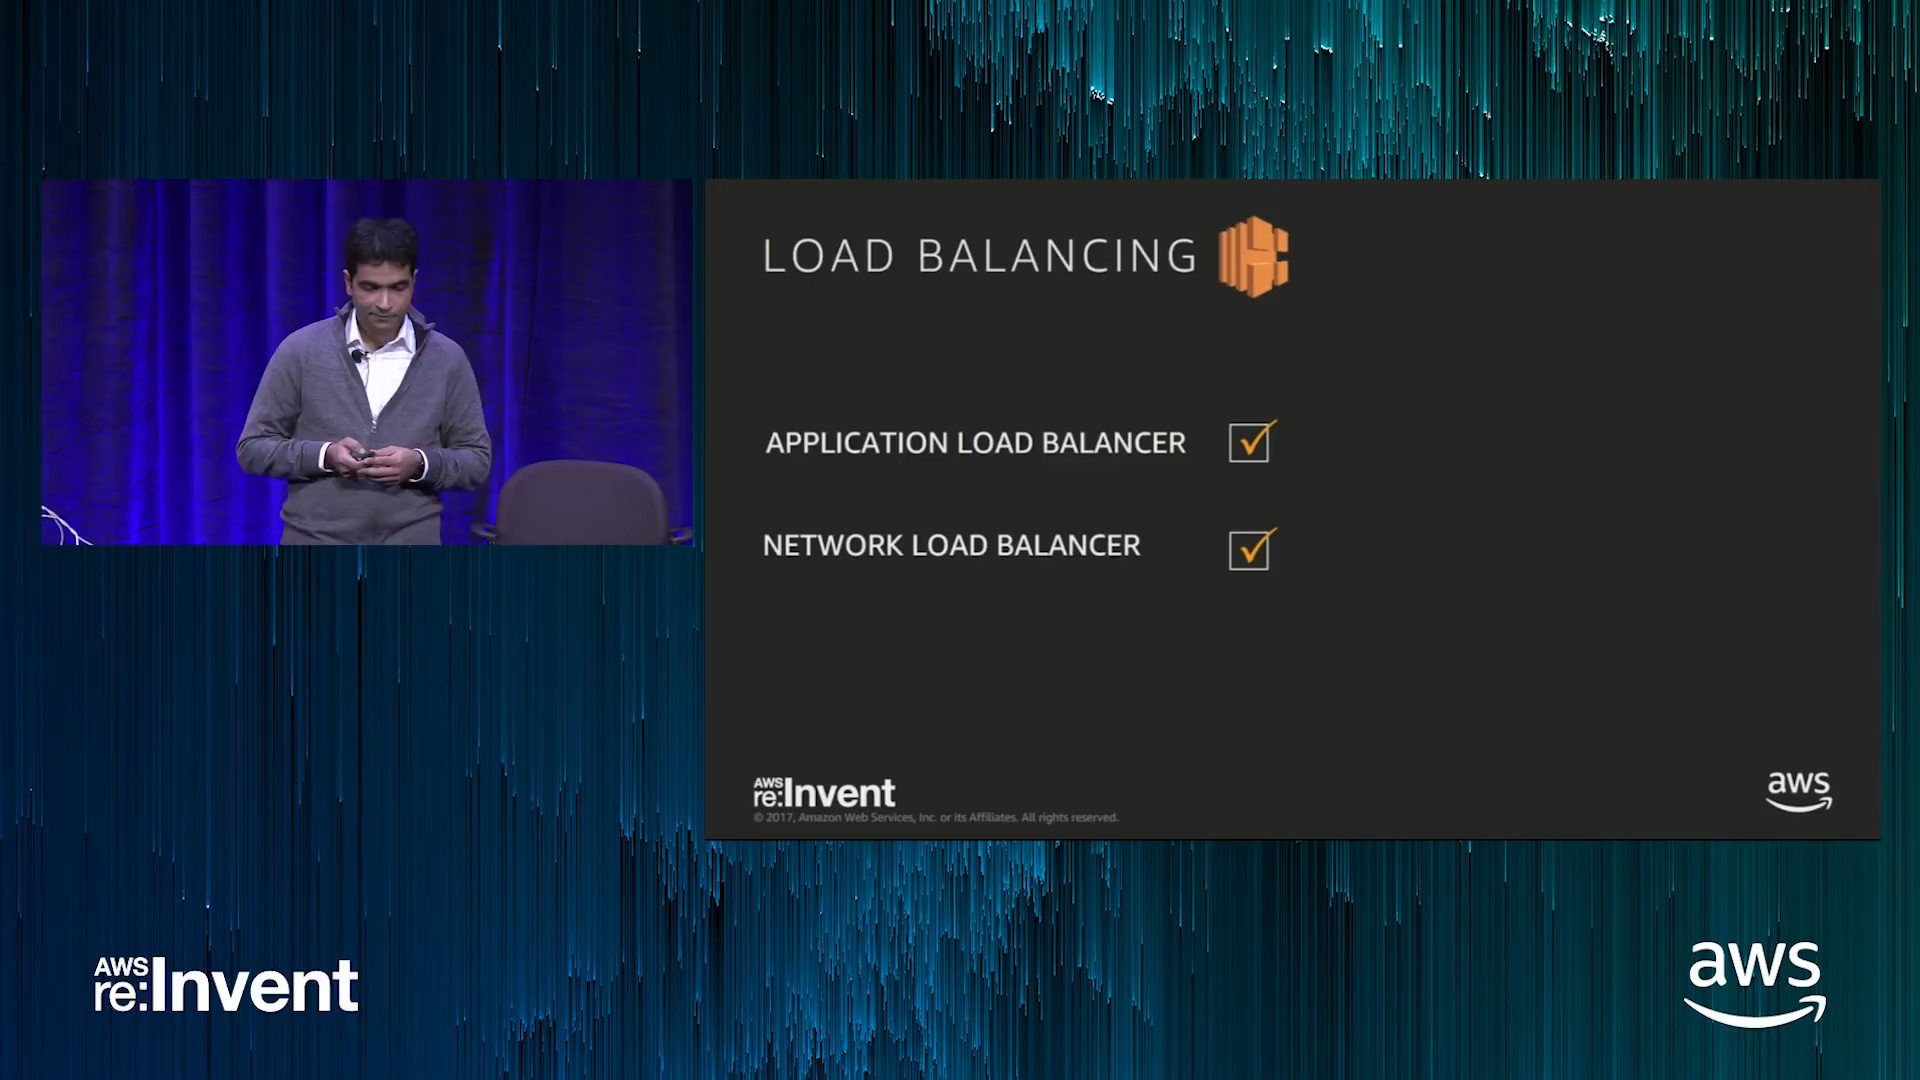 LOAD BALANCING
APPLICATION LOAD BALANCER
NETWORK LOAD BALANCER
AWS
re:Invent
© 2017, Amazon Web Services, Inc. or its Affiliates. All rights reserved.
aws
AWS
re:Invent
aws